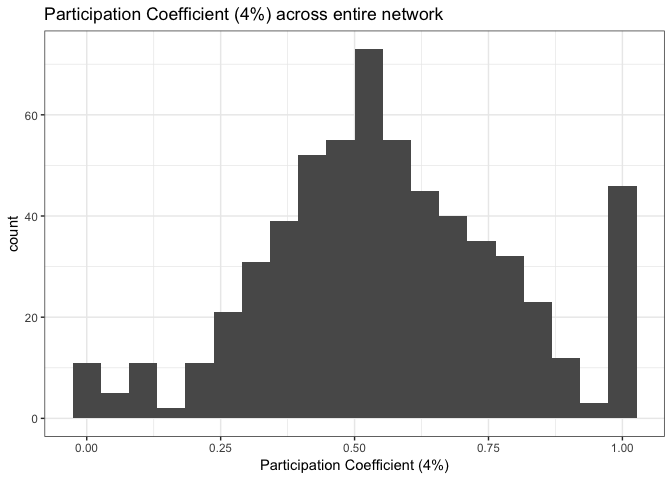 Participation Coefficient (4%) across entire network
60
40
20
0
count
0.00 0.25 0.50 0.75 1.00
Participation Coefficient (4%)